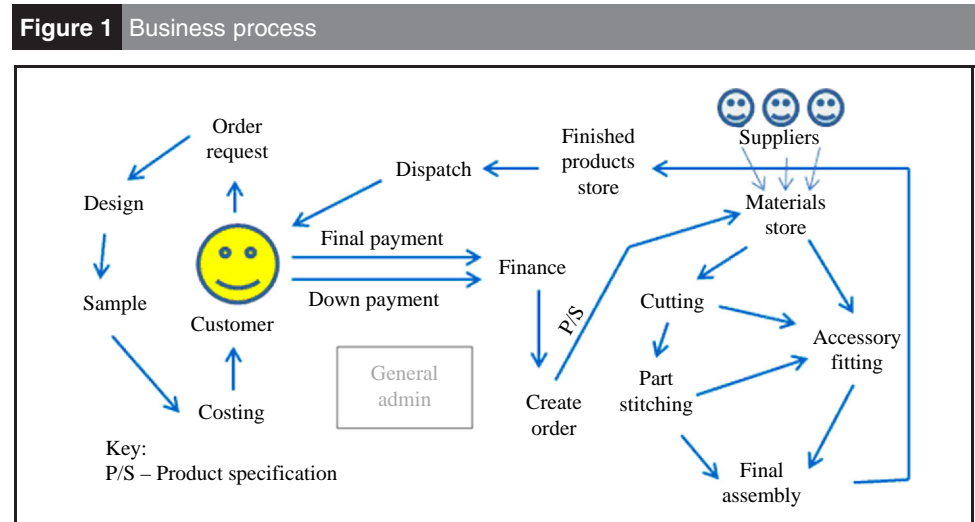 Figure 1 Business process
Suppliers
Order
request
Finished
products
store
Dispatch
Design
Materials
store
Final payment
Finance
Down payment
Sample
Customer
Cutting
P/S
Accessory
fitting
General
admin
Part
stitching
Costing
Create
order
Key:
P/S – Product specification
Final
assembly